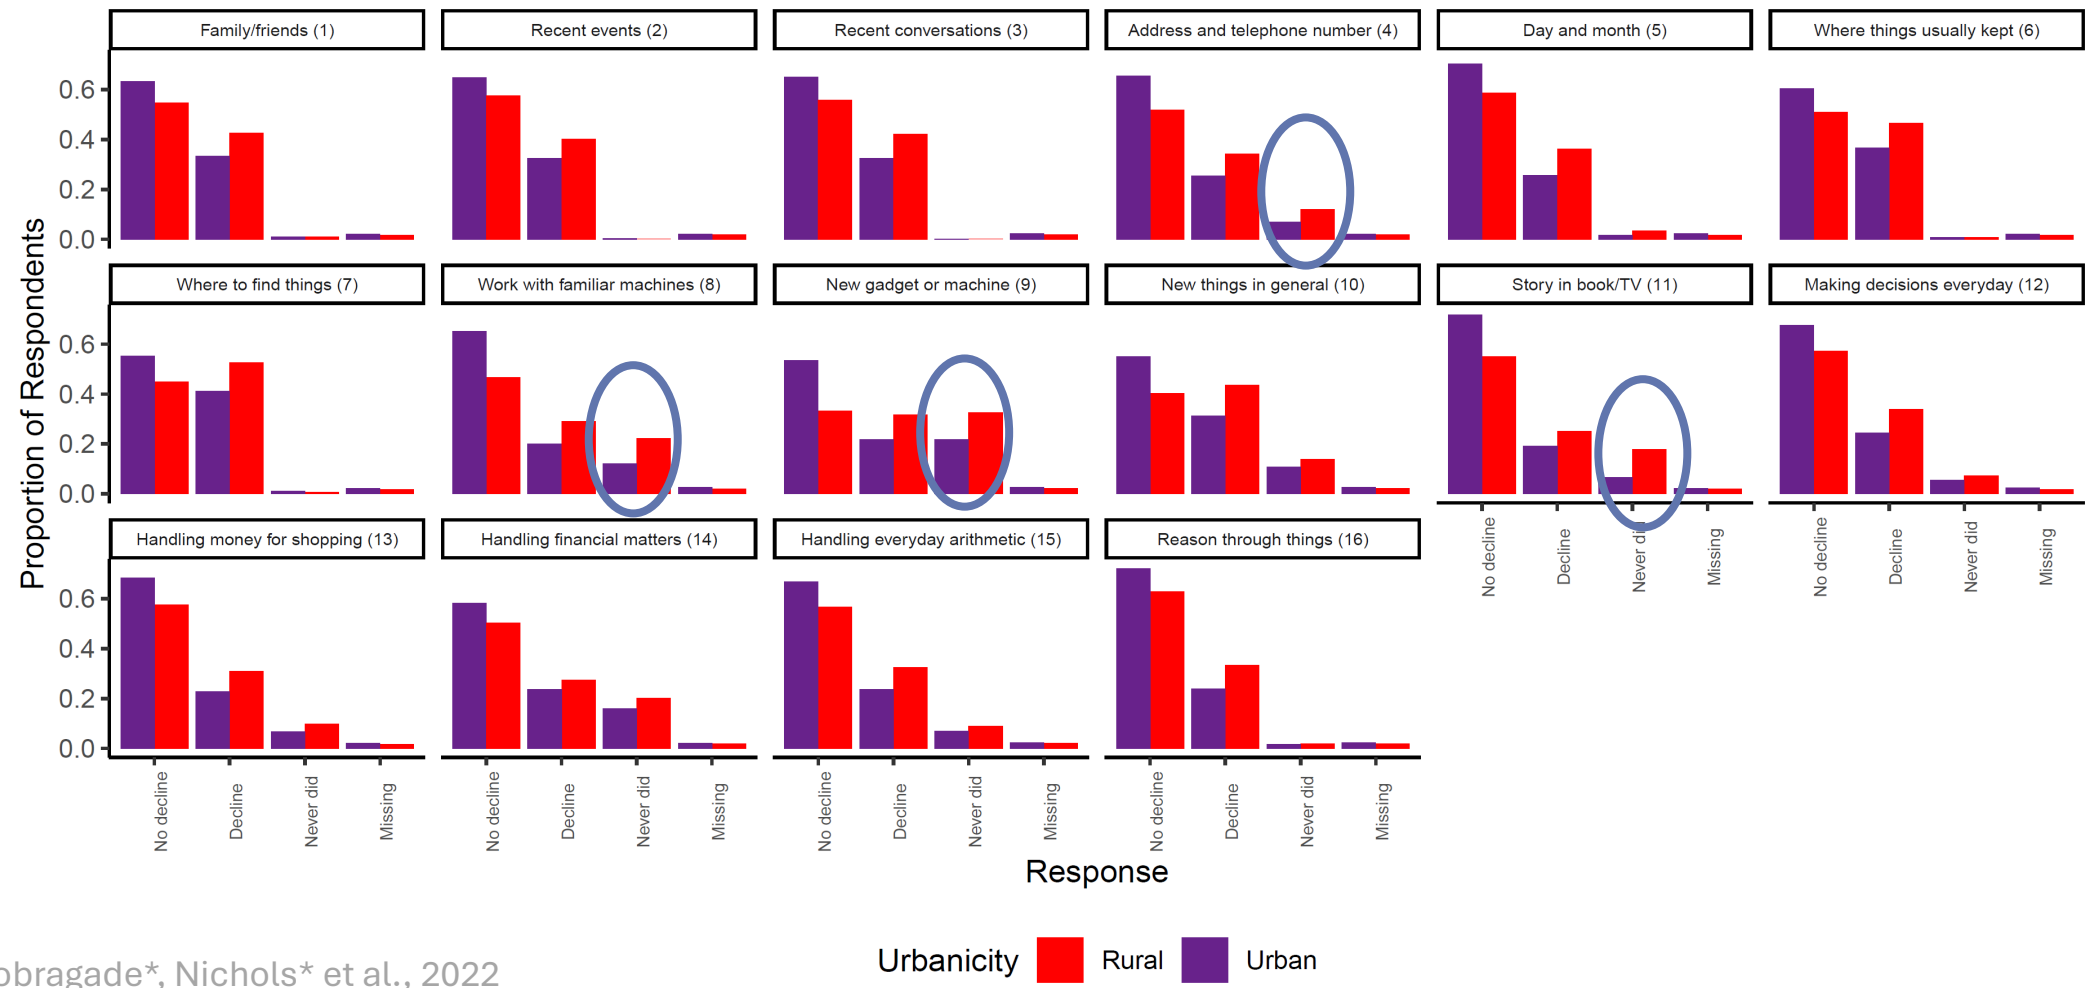 Family/friends (1)
Recent events (2)
Recent conversations (3)
Address and telephone number (4)
Day and month (5)
Where things usually kept (6)
0.6
0.4
0.2
0.0
Where to find things (7)
Work with familiar machines (8)
New gadget or machine (9)
New things in general (10)
Story in book/TV (11)
Making decisions everyday (12)
0.6
0.4
0.2
0.0
No decline
Decline
Never did
Missing
No decline
Decline
Never did
Missing
Handling money for shopping (13)
Handling financial matters (14)
Handling everyday arithmetic (15)
Reason through things (16)
0.6
0.4
0.2
0.0
No decline
Decline
Never did
Missing
No decline
Decline
Never did
Missing
No decline
Decline
Never did
Missing
No decline
Decline
Never did
Missing
Proportion of Respondents
Response
Urbanicity
Rural
Urban
obragade*, Nichols* et al., 2022